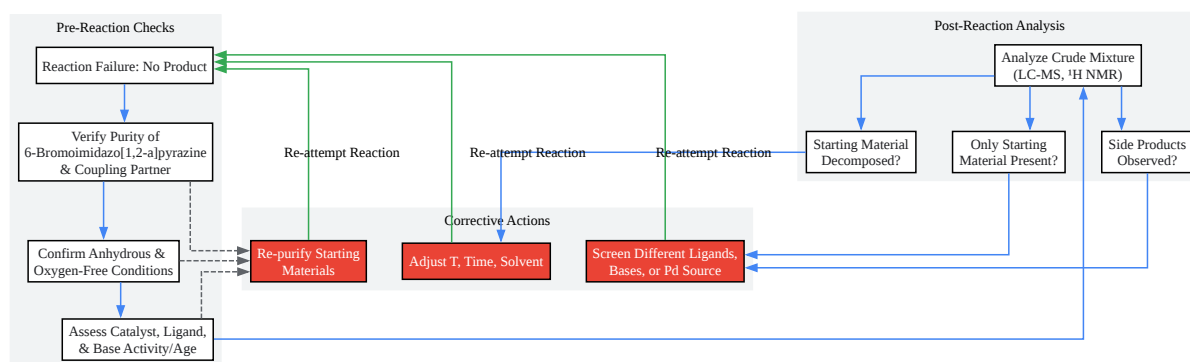 Pre-Reaction Checks
Reaction Failure: No Product
Verify Purity of
6-Bromoimidazo[1,2-a]pyrazine
& Coupling Partner
Confirm Anhydrous &
Oxygen-Free Conditions
Assess Catalyst, Ligand,
& Base Activity/Age
Re-attempt Reaction
Re-attempt Reaction
Re-attempt Reaction
Corrective Actions
Re-purify Starting
Materials
Adjust T, Time, Solvent
Screen Different Ligands,
Bases, or Pd Source
Post-Reaction Analysis
Analyze Crude Mixture
(LC-MS, ¹H NMR)
Starting Material
Decomposed?
Only Starting
Material Present?
Side Products
Observed?